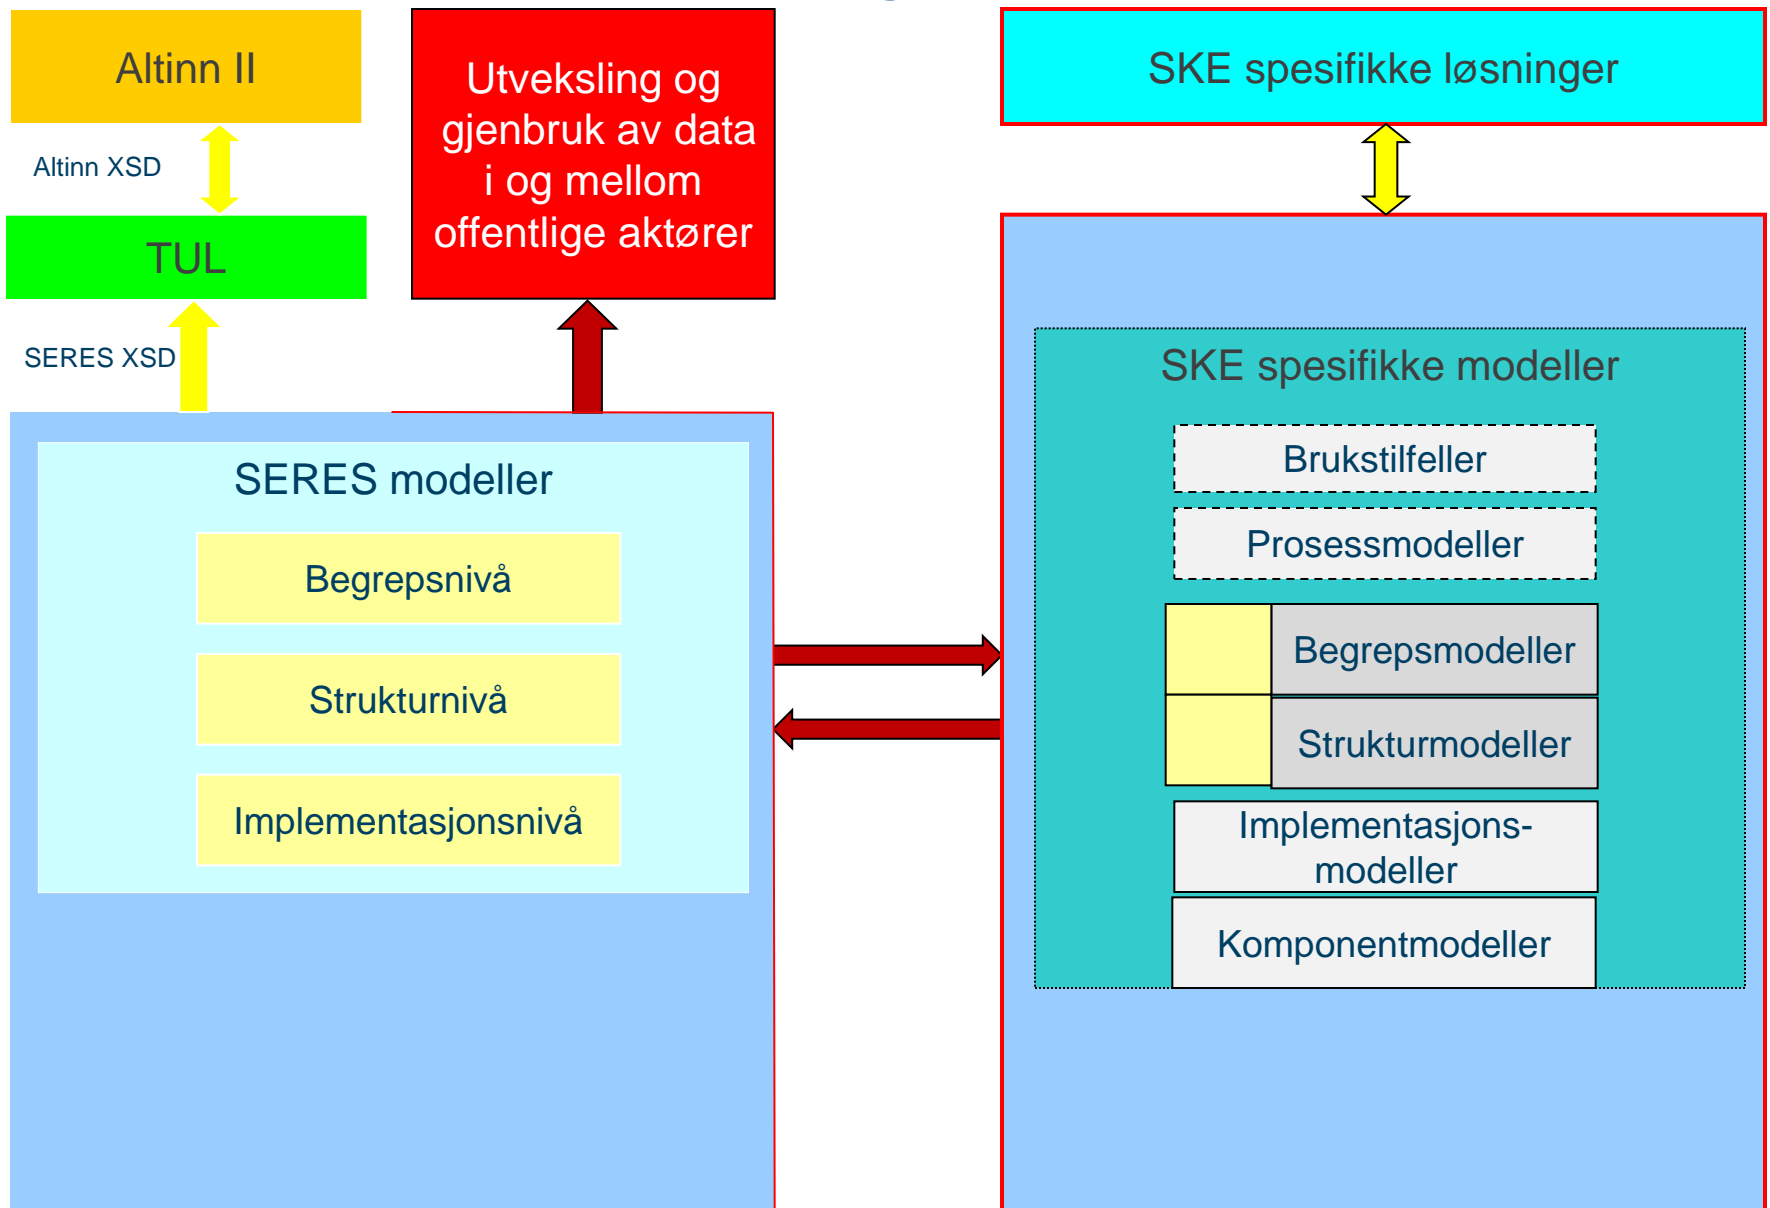 Altinn II
Altinn XSD
TUL
SERES XSD
Utveksling og
gjenbruk av data
i og mellom
offentlige aktører
SERES modeller
Begrepsnivå
Strukturnivå
Implementasjonsnivå
SKE spesifikke løsninger
SKE spesifikke modeller
Brukstilfeller
Prosessmodeller
Begrepsmodeller
Strukturmodeller
Implementasjons-
modeller
Komponentmodeller